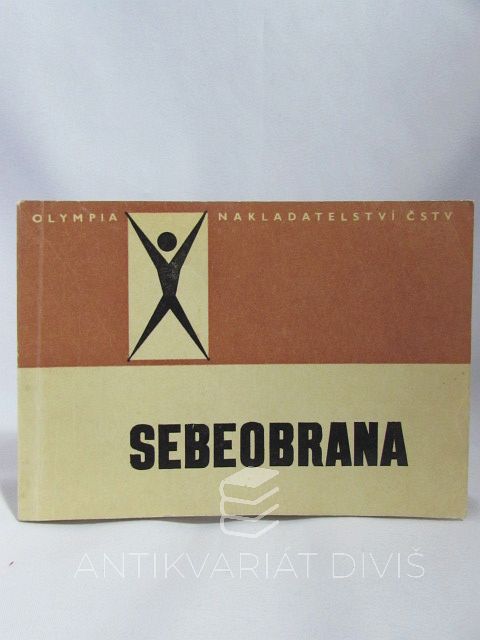 OLYMPIA NAKLADATELSTVÍ ČSTV
SEBEOBRANA
ANTIKVARIÁT DIVIŠ